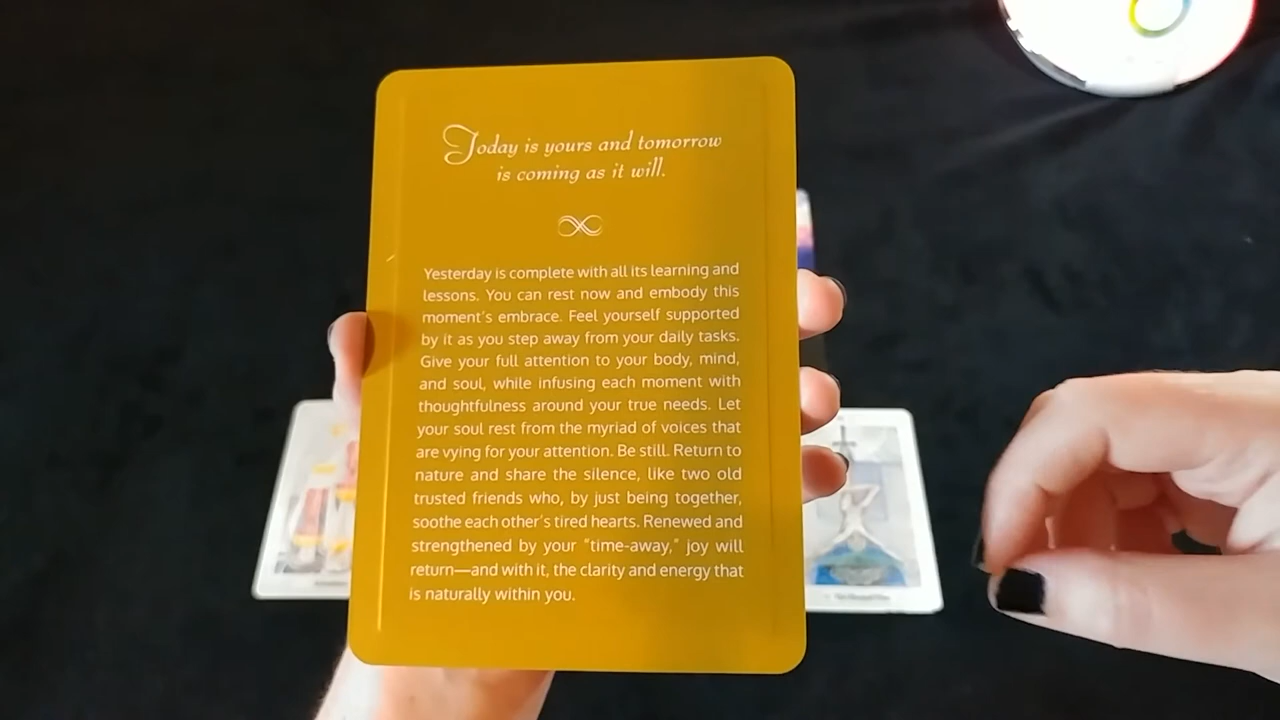 Today is yours and tomorrow
is coming as it will.
Yesterday is complete with all its learning and
lessons. You can rest now and embody this
moment's embrace. Feel yourself supported
by it as you step away from your daily tasks.
Give your full attention to your body, mind,
and soul, while infusing each moment with
thoughtfulness around your true needs. Let
your soul rest from the myriad of voices that
are vying for your attention. Be still. Return to
nature and share the silence, like two old
trusted friends who, by just being together,
soothe each other's tired hearts. Renewed and
strengthened by your “time-away,” joy will
return—and with it, the clarity and energy that
is naturally within you.